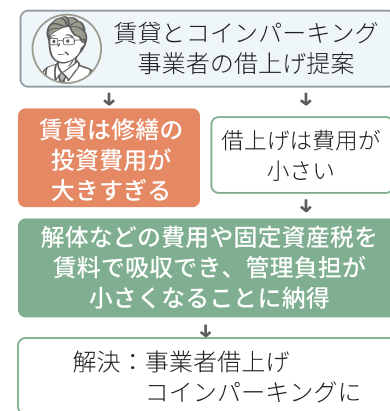 賃貸とコインパーキング
事業者の借上げ提案
賃貸は修繕の
投資費用が
大きすぎる
借上げは費用が
小さい
解体などの費用や固定資産税を
賃料で吸収でき、管理負担が
小さくなることに納得
解決：事業者借上げ
コインパーキングに